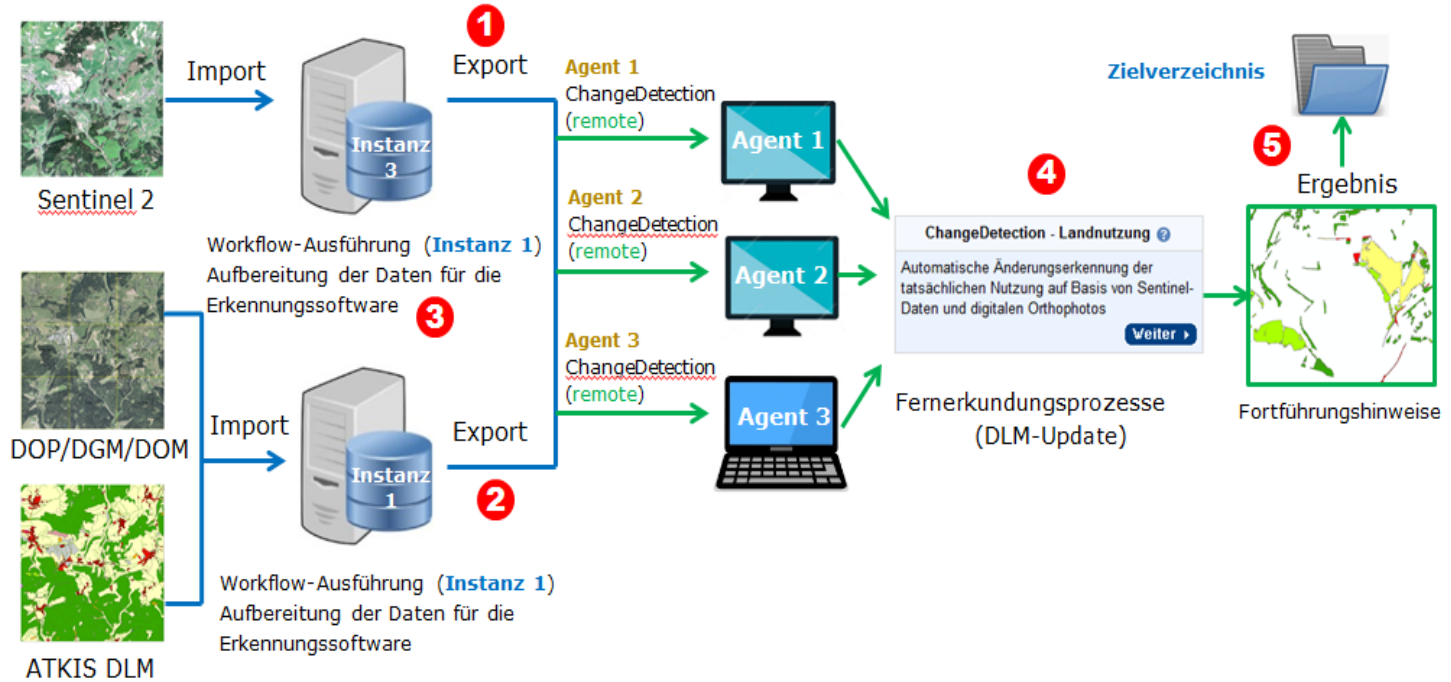 1
Import
Export
Instanz
3
Sentinel 2
Workflow-Ausführung (Instanz 1)
Aufbereitung der Daten für die
Erkennungssoftware
3
DOP/DGM/DOM
Import
Export
Instanz
1
2
ATKIS DLM
Workflow-Ausführung (Instanz 1)
Aufbereitung der Daten für die
Erkennungssoftware
Agent 1
ChangeDetection
(remote)
Agent 1
Agent 2
ChangeDetection
(remote)
Agent 2
Agent 3
ChangeDetection
(remote)
Agent 3
4
ChangeDetection - Landnutzung ?
Automatische Änderungserkennung der
tatsächlichen Nutzung auf Basis von Sentinel-
Daten und digitalen Orthophotos
Weiter
Fernerkundungsprozesse
(DLM-Update)
Zielverzeichnis
5
Ergebnis
Fortführungshinweise